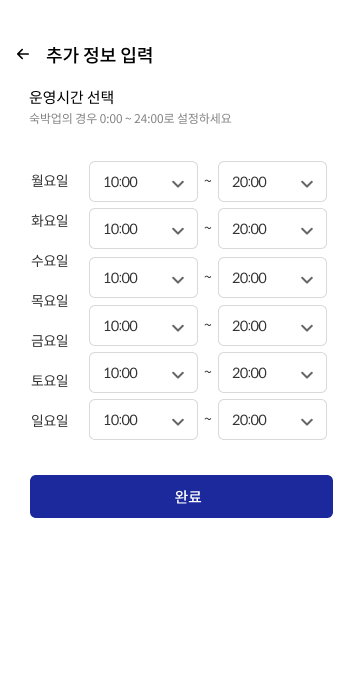 추가 정보 입력
운영시간 선택
숙박업의 경우 0:00 ~ 24:00로 설정하세요
월요일 10:00 ~ 20:00
화요일 10:00 ~ 20:00
수요일 10:00 ~ 20:00
목요일 10:00 ~ 20:00
금요일 10:00 ~ 20:00
토요일 10:00 ~ 20:00
일요일
완료